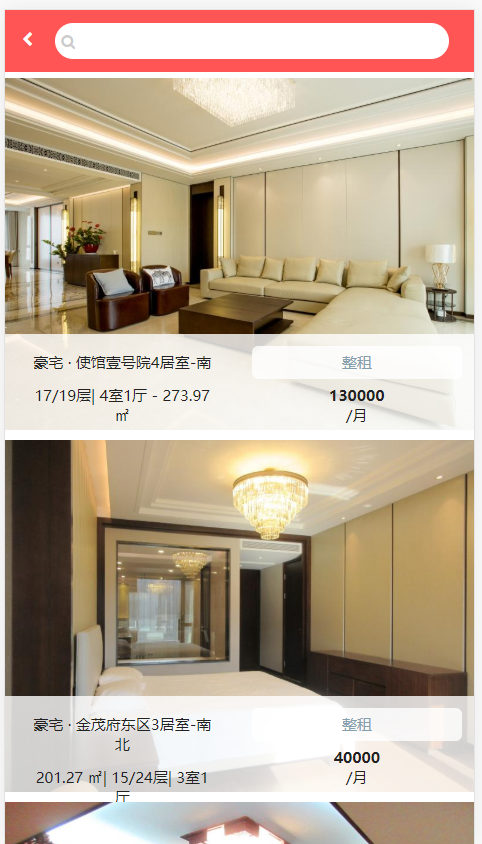 豪宅 · 使馆壹号院4居室-南
整租
17/19层| 4室1厅 - 273.97
㎡
130000
/月
豪宅 · 金茂府东区3居室-南
北
整租
201.27 ㎡| 15/24层| 3室1
厅
40000
/月